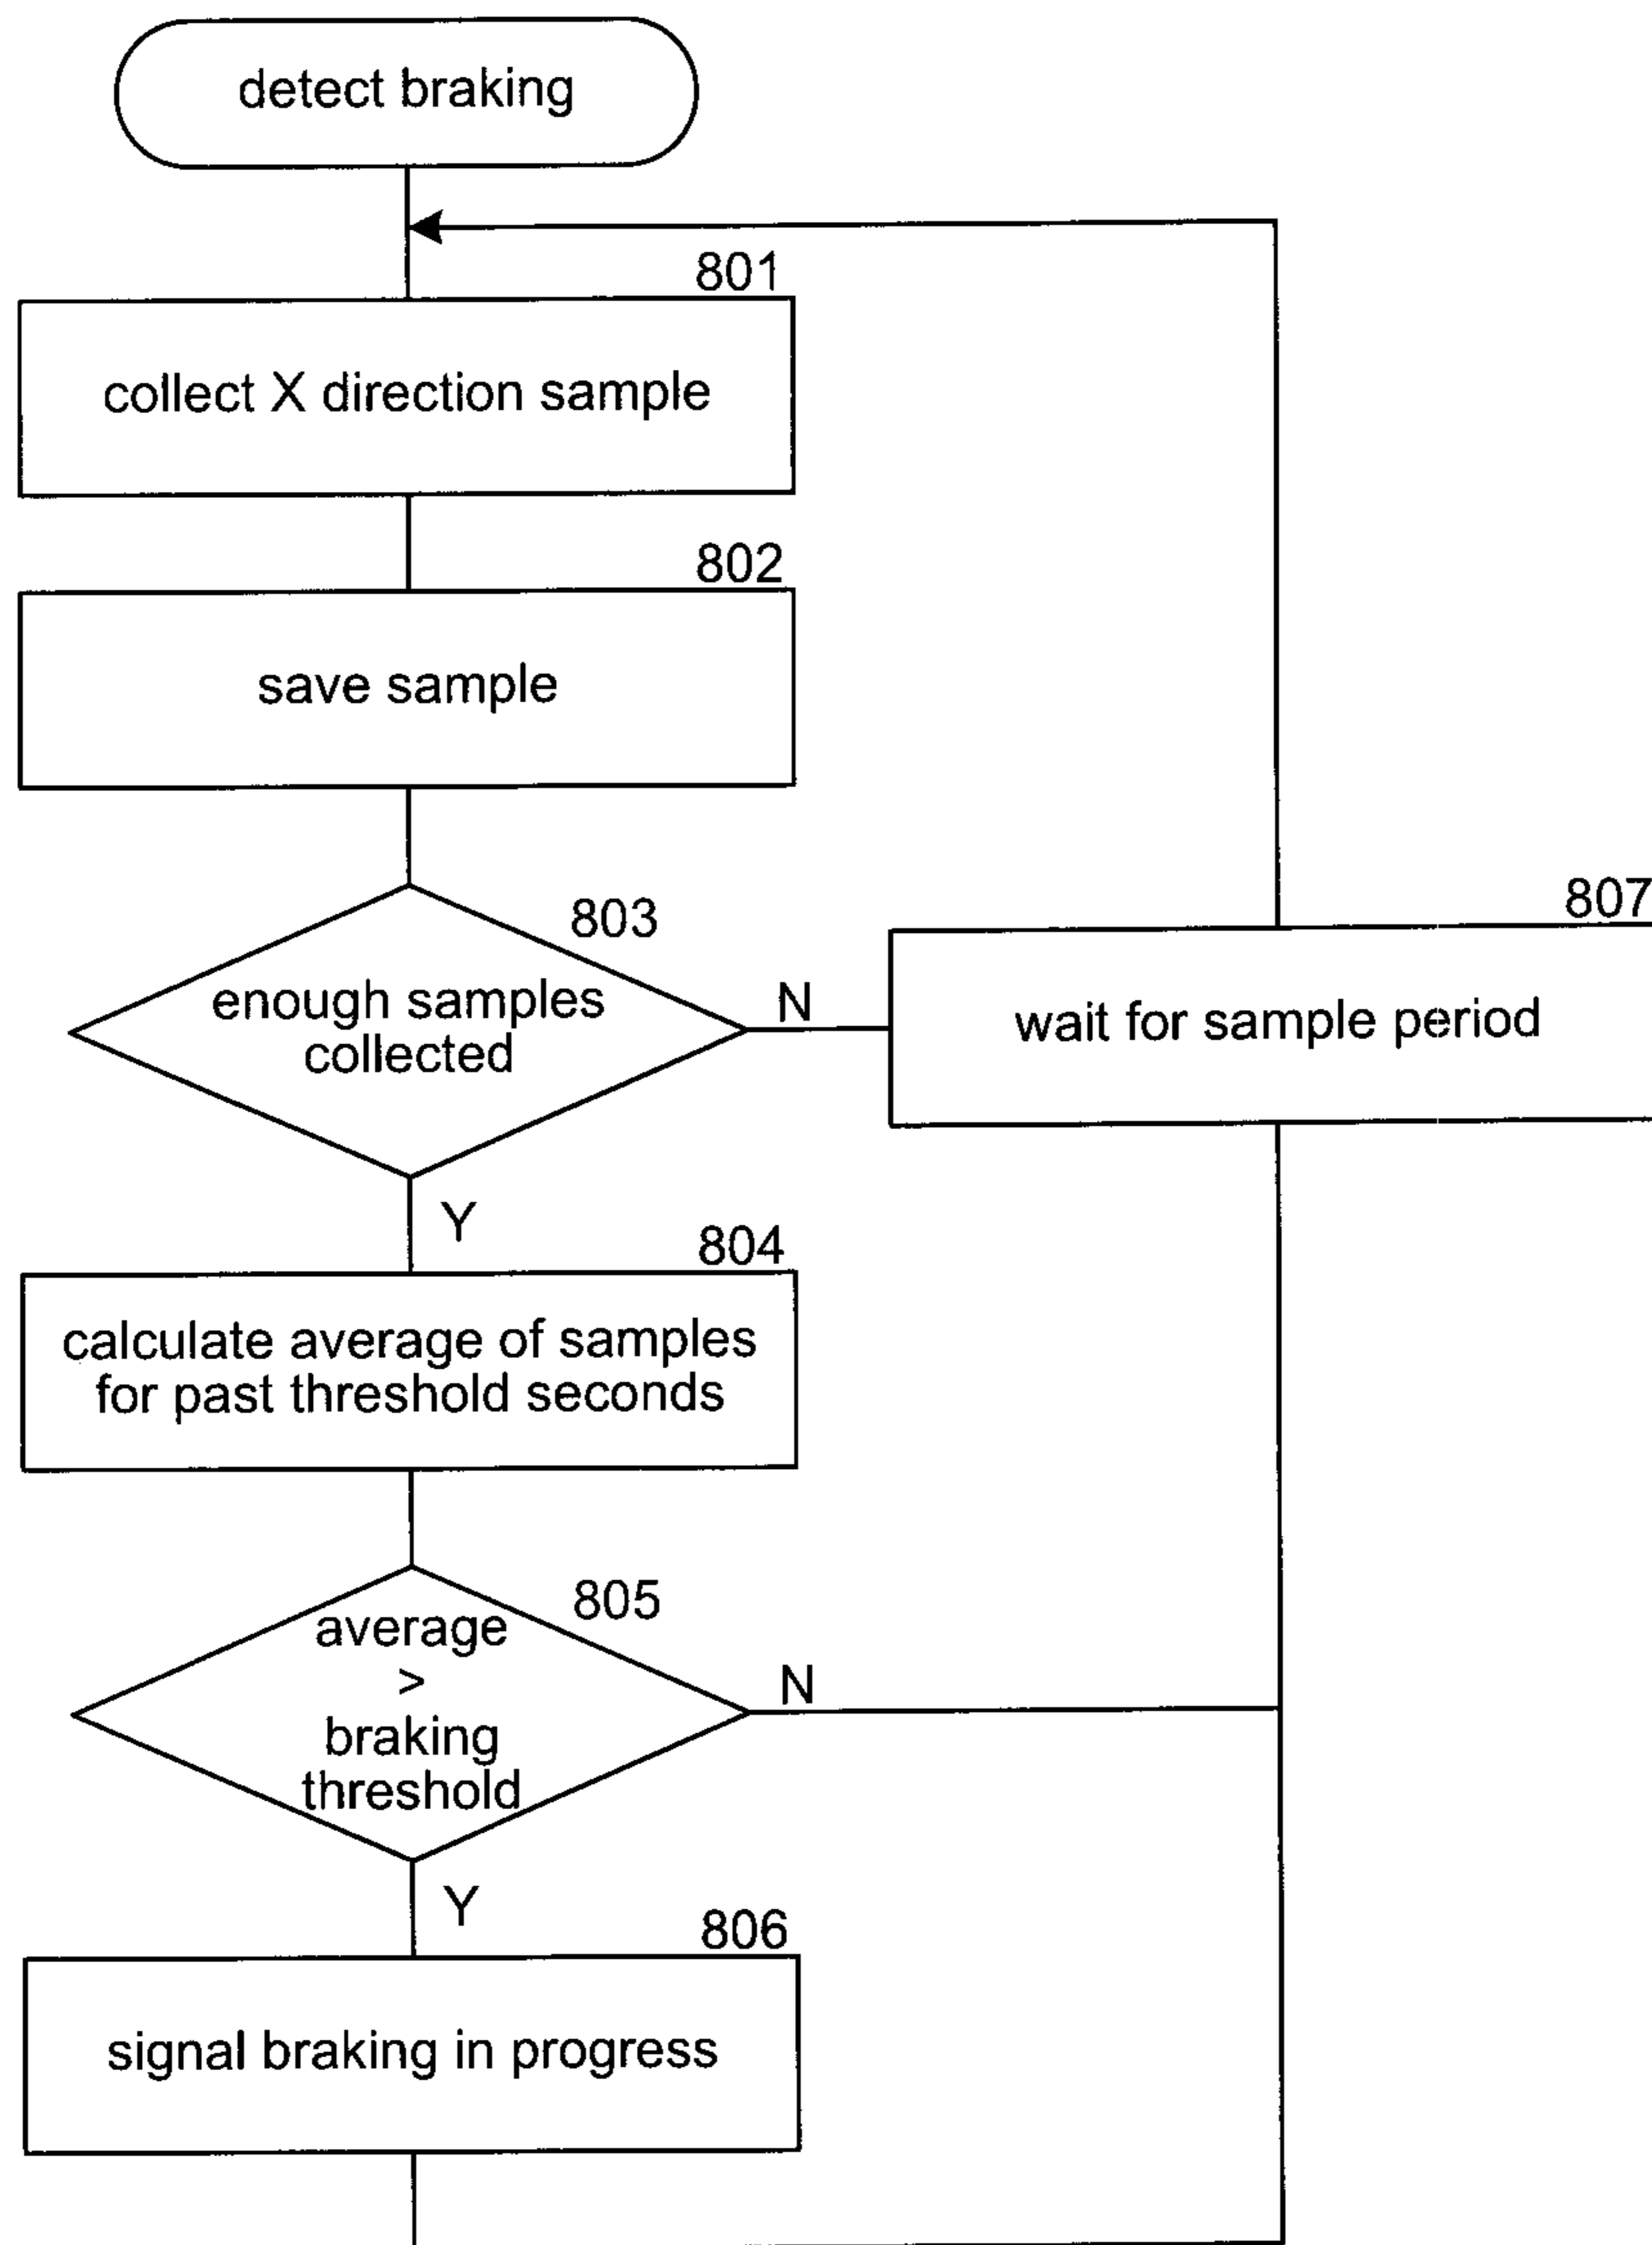 detect braking
801
collect X direction sample
802
save sample
803
enough samples
collected
N
807
wait for sample period
Y
804
calculate average of samples
for past threshold seconds
805
average
>
braking
threshold
N
Y
806
signal braking in progress